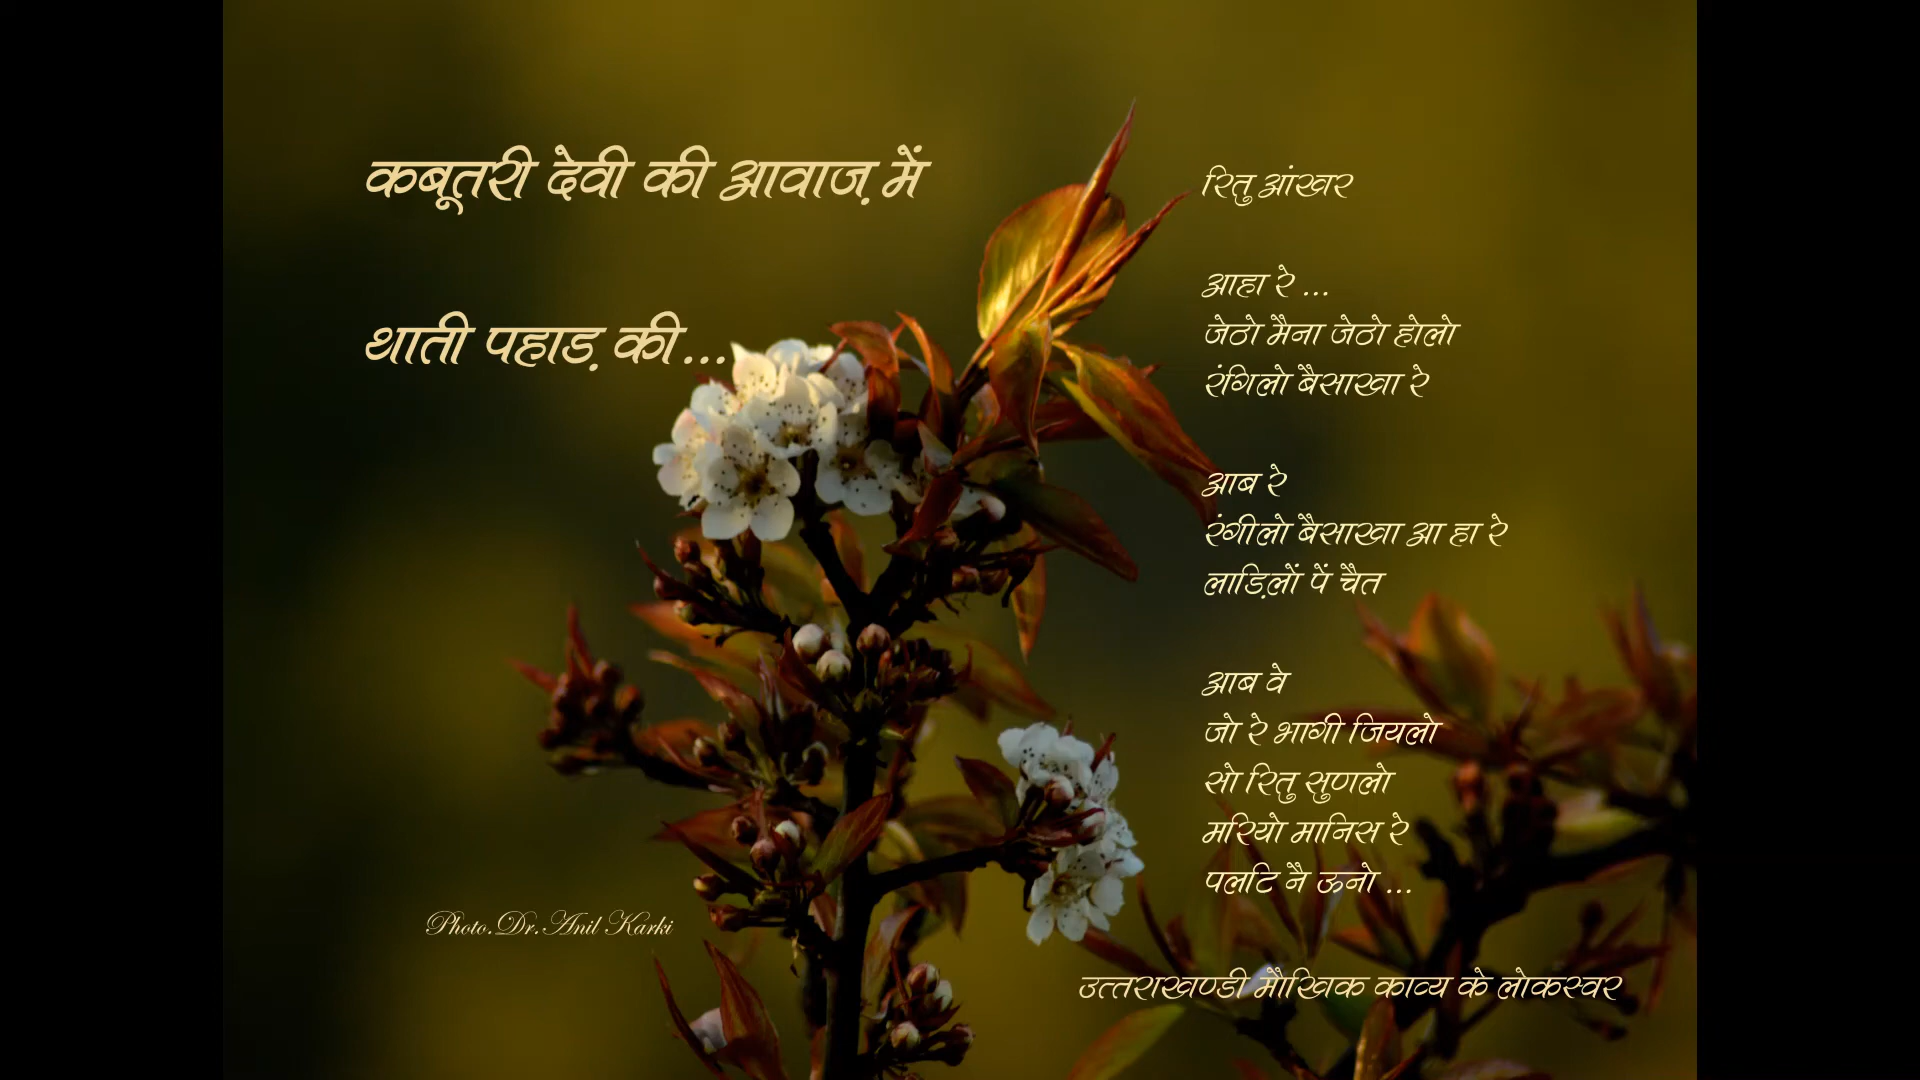 कबूतरी देवी की आवाज़ में
थाती पहाड़ की...
रितु आंखर
आहा रे ...
जेठो मैना जेठो होलो
रंगिलो बैसाखा रे
आब रे
रंगीलो बैसाखा आ हा रे
लाड़िलों पें चैत
आब वे
जो रे भागी जियलो
सो रितु सुणलो
मरियो मानिस रे
पलटि नै ऊनो ...
Photo.Dr.Anil Karki
उत्तराखण्डी मौखिक काव्य के लोकस्वर